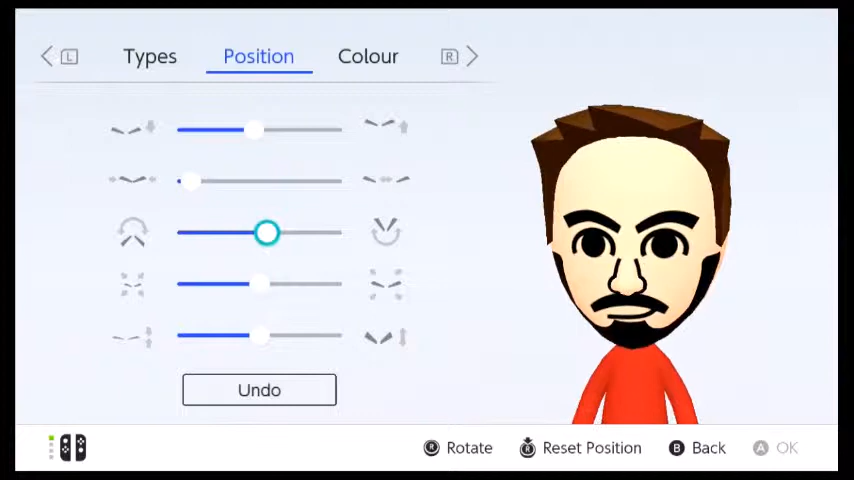 L Types Position Colour R
Undo
R Rotate R Reset Position B Back A OK